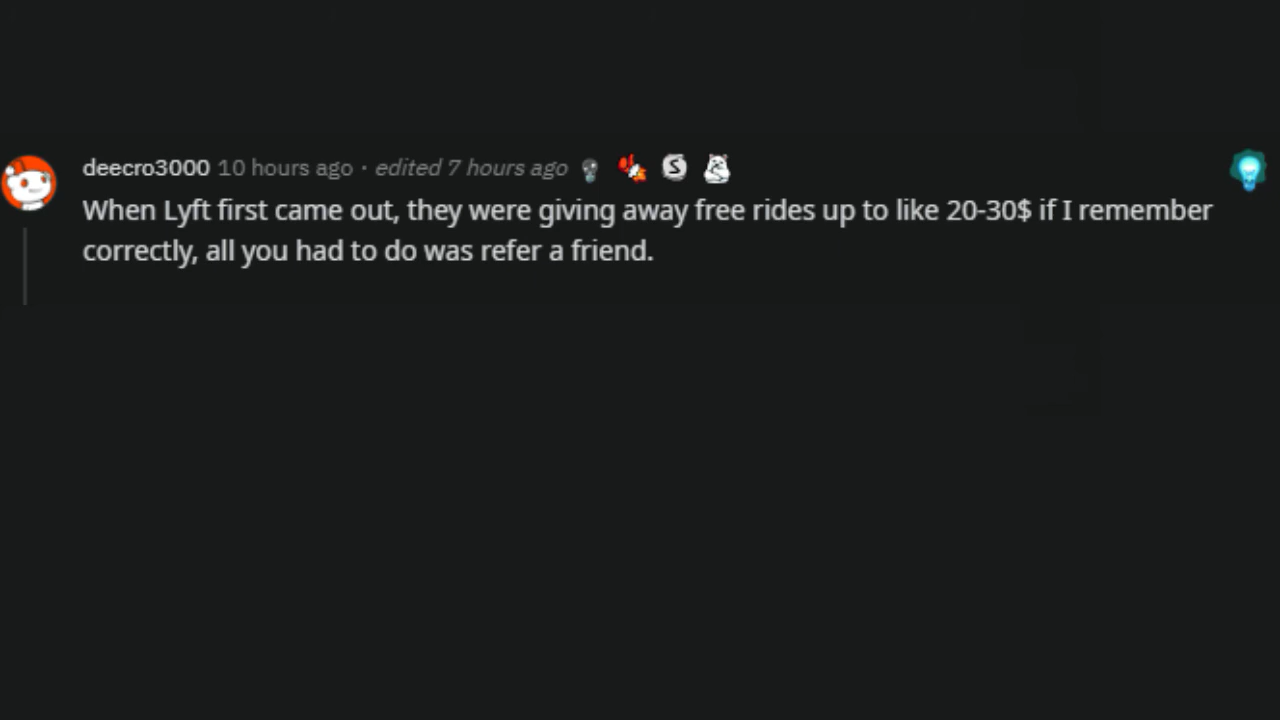 deecro3000 10 hours ago · edited 7 hours ago
When Lyft first came out, they were giving away free rides up to like 20-30$ if I remember
correctly, all you had to do was refer a friend.